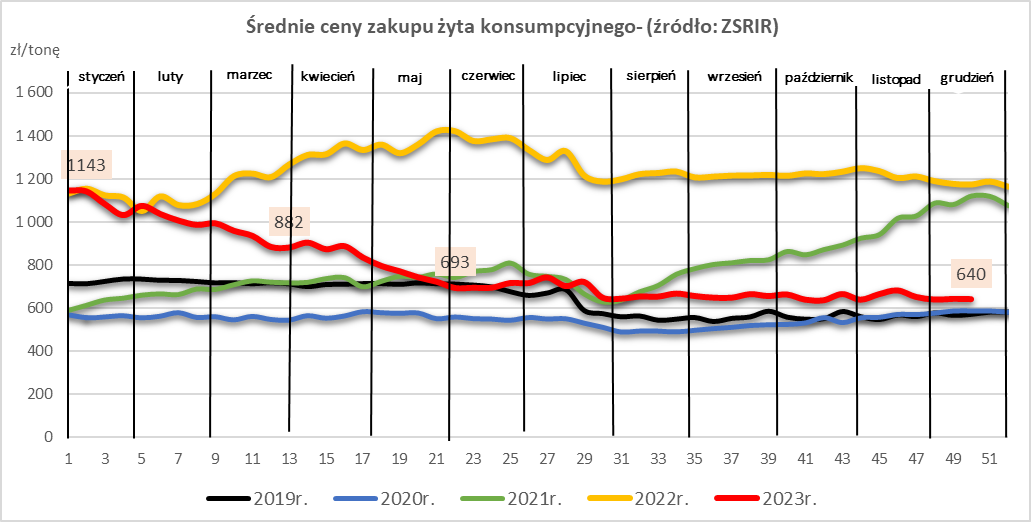 Średnie ceny zakupu żyta konsumpcyjnego- (źródło: ZSRIR)
zł/tonę
styczeń luty marzec kwiecień maj czerwiec lipiec sierpień wrzesień październik listopad grudzień
1 600
1 400
1 200
1 000
800
600
400
200
0
1143
882
693
640
1 3 5 7 9 11 13 15 17 19 21 23 25 27 29 31 33 35 37 39 41 43 45 47 49 51
2019r. 2020r. 2021r. 2022r. 2023r.